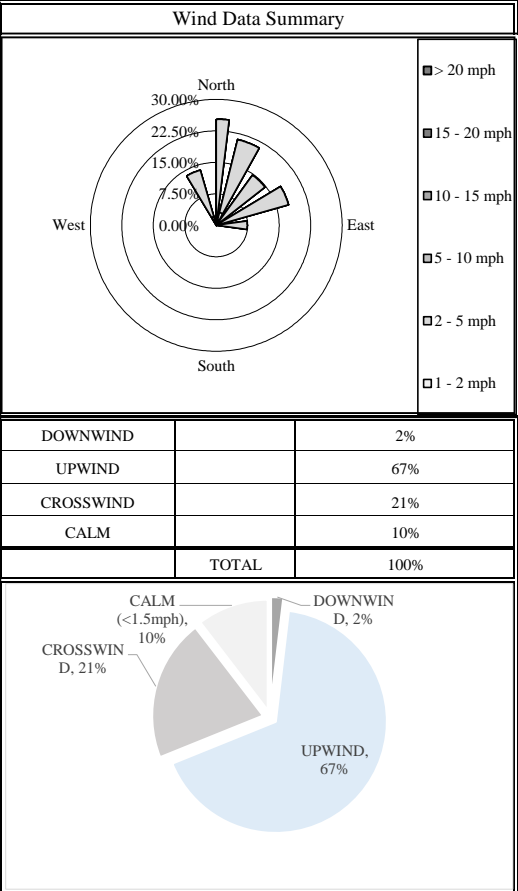 Wind Data Summary
North
30.00%
22.50%
15.00%
7.50%
0.00%
West
East
South
> 20 mph
15 - 20 mph
10 - 15 mph
5 - 10 mph
2 - 5 mph
1 - 2 mph
DOWNWIND 2%
UPWIND 67%
CROSSWIND 21%
CALM 10%
TOTAL 100%
CALM
(<1.5mph),
10%
DOWNWIN
D, 2%
CROSSWIN
D, 21%
UPWIND,
67%